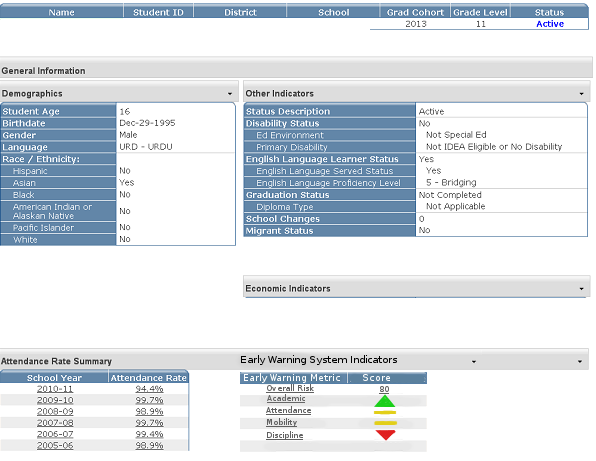 Name Student ID District School Grad Cohort Grade Level Status
2013 11 Active
General Information
Demographics
Student Age 16
Birthdate Dec-29-1995
Gender Male
Language URD - URDU
Race / Ethnicity:
Hispanic No
Asian Yes
Black No
American Indian or
Alaskan Native No
Pacific Islander No
White No
Other Indicators
Status Description Active
Disability Status No
Ed Environment Not Special Ed
Primary Disability Not IDEA Eligible or No Disability
English Language Learner Status Yes
English Language Served Status Yes
English Language Proficiency Level 5 - Bridging
Graduation Status Not Completed
Diploma Type Not Applicable
School Changes 0
Migrant Status No
Economic Indicators
Attendance Rate Summary
School Year Attendance Rate
2010-11 94.4%
2009-10 99.7%
2008-09 98.9%
2007-08 99.7%
2006-07 99.4%
2005-06 98.9%
Early Warning System Indicators
Early Warning Metric Score
Overall Risk 80
Academic
Attendance
Mobility
Discipline